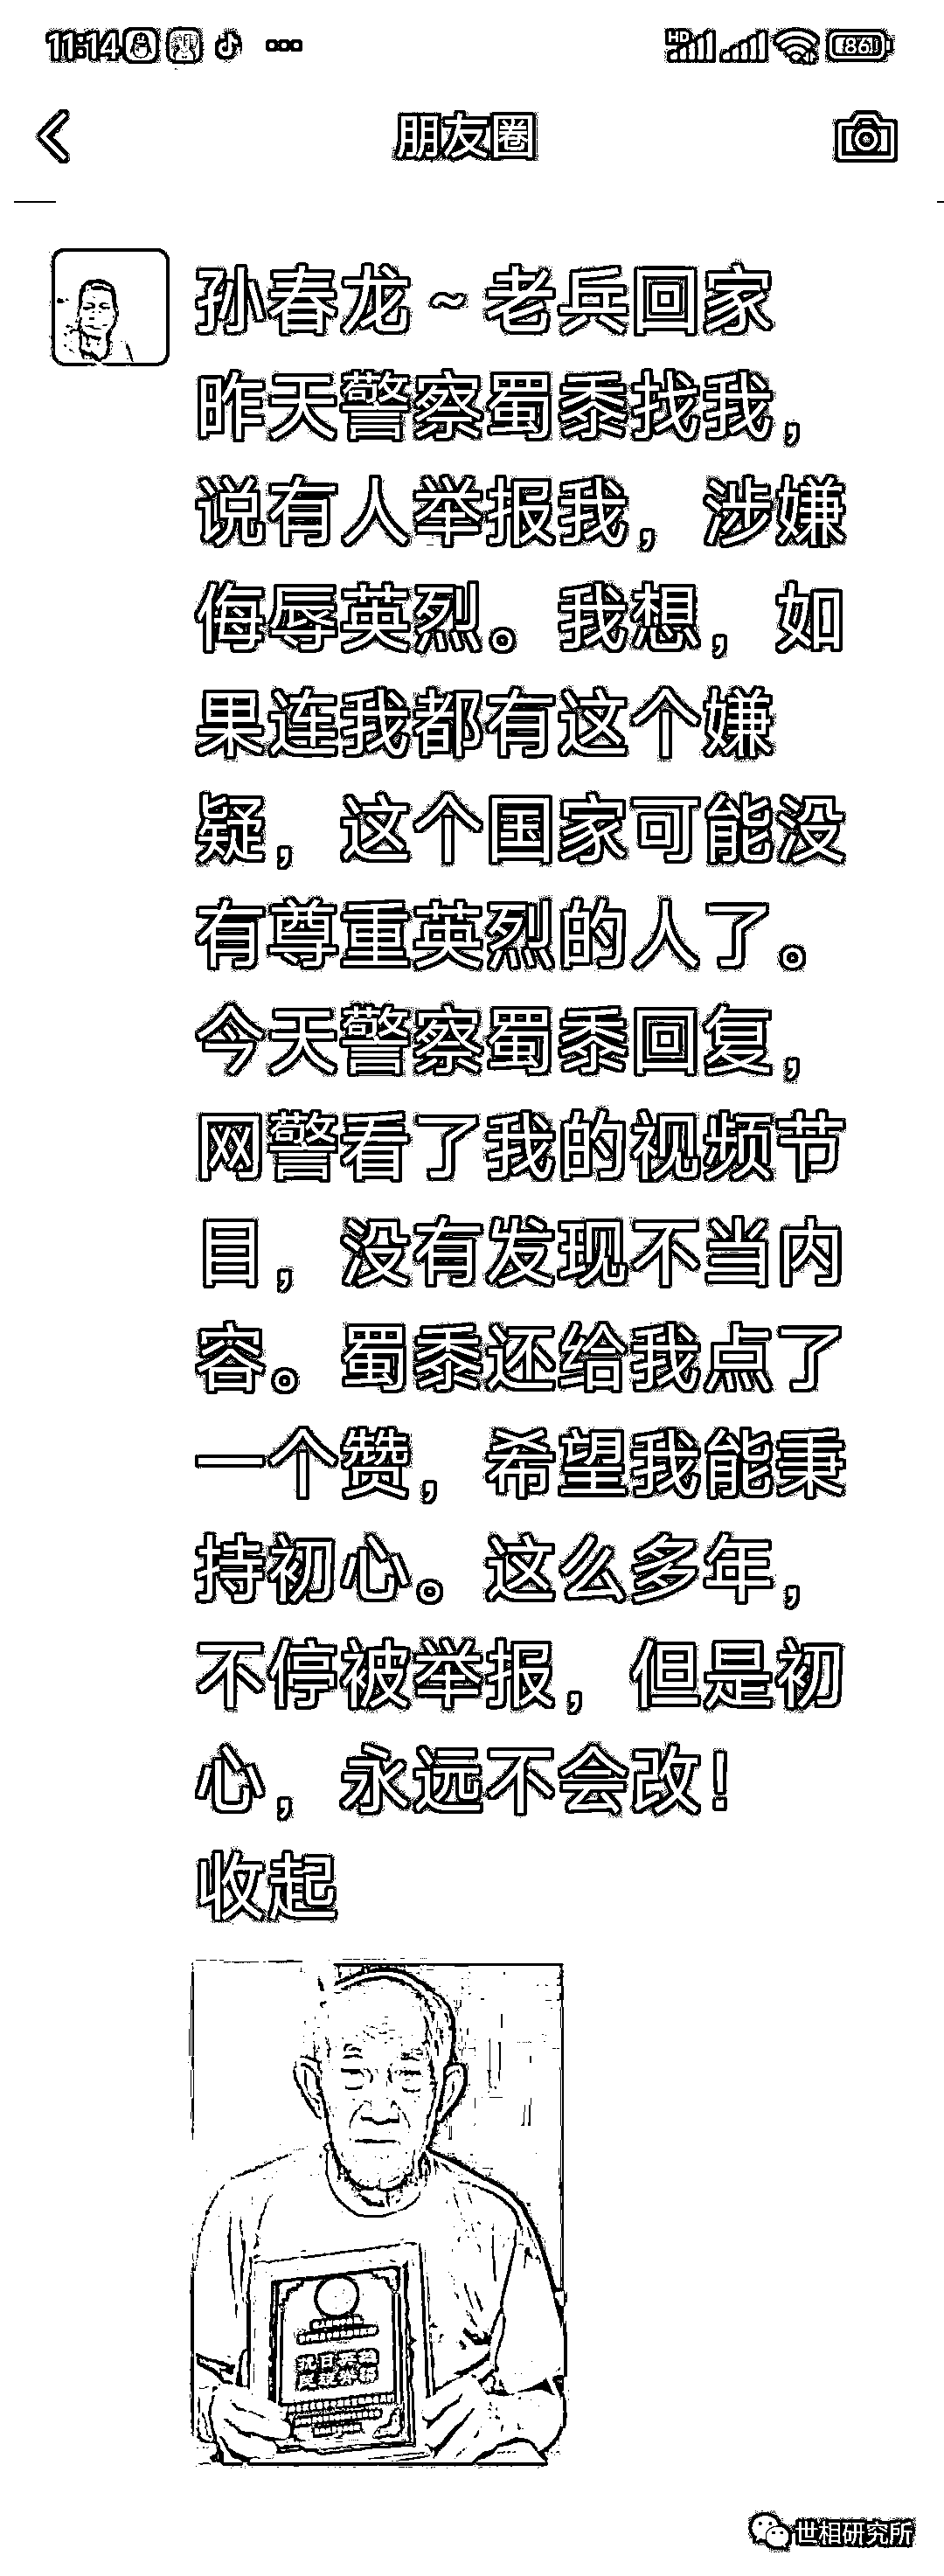 11:14 HD 86
朋友圈
孙春龙~老兵回家
昨天警察蜀黍找我，
说有人举报我，涉嫌
侮辱英烈。我想，如
果连我都有这个嫌
疑，这个国家可能没
有尊重英烈的人了。
今天警察蜀黍回复，
网警看了我的视频节
目，没有发现不当内
容。蜀黍还给我点了
一个赞，希望我能秉
持初心。这么多年，
不停被举报，但是初
心，永远不会改！
收起
抗日英雄
民族脊梁
世相研究所